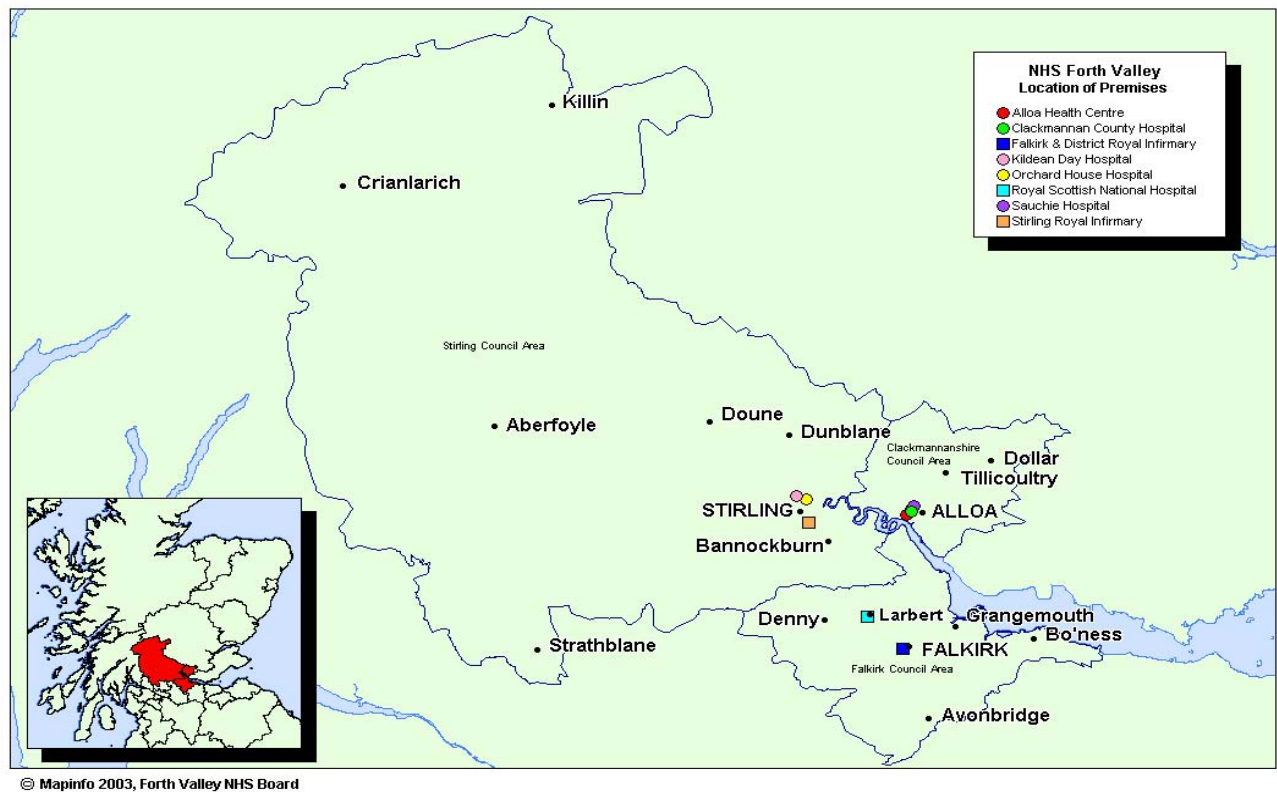 NHS Forth Valley
Location of Premises
Alloa Health Centre
Clackmannan County Hospital
Falkirk & District Royal Infirmary
Kildean Day Hospital
Orchard House Hospital
Royal Scottish National Hospital
Sauchie Hospital
Stirling Royal Infirmary
Killin
Crianlarich
Stirling Council Area
Aberfoyle
Doune
Dunblane
Clackmannanshire
Council Area
Dollar
Tillicoultry
STIRLING
ALLOA
Bannockburn
Denny
Larbert
Grangemouth
Bo'ness
Strathblane
FALKIRK
Falkirk Council Area
Avonbridge
© Mapinfo 2003, Forth Valley NHS Board